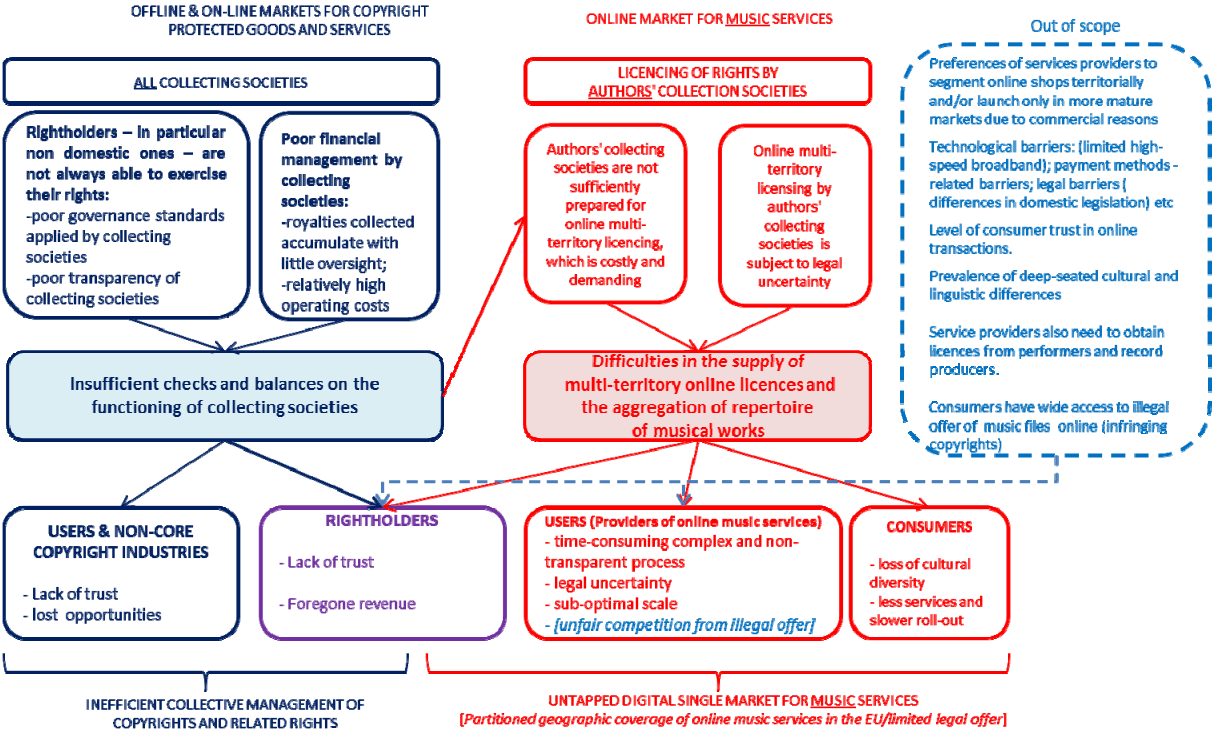 OFFLINE & ON-LINE MARKETS FOR COPYRIGHT
PROTECTED GOODS AND SERVICES
ALL COLLECTING SOCIETIES
Rightholders – in particular
non domestic ones – are
not always able to exercise
their rights:
-poor governance standards
applied by collecting
societies
-poor transparency of
collecting societies
Poor financial
management by
collecting
societies:
-royalties collected
accumulate with
little oversight;
-relatively high
operating costs
Insufficient checks and balances on the
functioning of collecting societies
ONLINE MARKET FOR MUSIC SERVICES
LICENCING OF RIGHTS BY
AUTHORS' COLLECTION SOCIETIES
Authors' collecting
societies are not
sufficiently
prepared for
online multi-
territory licencing,
which is costly and
demanding
Online multi-
territory
licensing by
authors'
collecting
societies is
subject to legal
uncertainty
Difficulties in the supply of
multi-territory online licences and
the aggregation of repertoire
of musical works
Out of scope
Preferences of services providers to
segment online shops territorially
and/or launch only in more mature
markets due to commercial reasons
Technological barriers: (limited high-
speed broadband); payment methods -
related barriers; legal barriers (
differences in domestic legislation) etc
Level of consumer trust in online
transactions.
Prevalence of deep-seated cultural and
linguistic differences
Service providers also need to obtain
licences from performers and record
producers.
Consumers have wide access to illegal
offer of music files online (infringing
copyrights)
USERS & NON-CORE
COPYRIGHT INDUSTRIES
- Lack of trust
- lost opportunities
RIGHTHOLDERS
- Lack of trust
- Foregone revenue
USERS (Providers of online music services)
- time-consuming complex and non-
transparent process
- legal uncertainty
- sub-optimal scale
- [unfair competition from illegal offer]
CONSUMERS
- loss of cultural
diversity
- less services and
slower roll-out
INEFFICIENT COLLECTIVE MANAGEMENT OF
COPYRIGHTS AND RELATED RIGHTS
UNTAPPED DIGITAL SINGLE MARKET FOR MUSIC SERVICES
[Partitioned geographic coverage of online music services in the EU/limited legal offer]